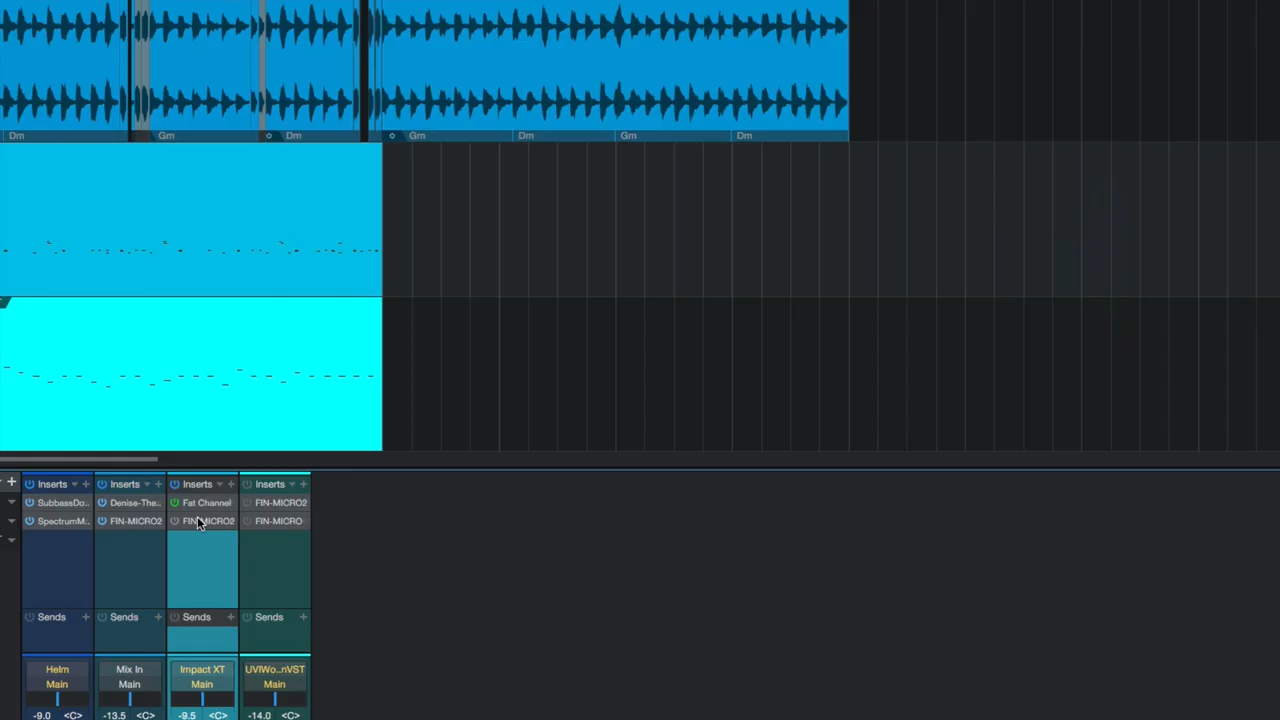 Dm Gm Dm Gm Dm Gm Dm
Inserts Inserts Inserts Inserts
SubbassDo.. Denise-The.. Fat Channel FIN-MICRO2
SpectrumM.. FIN-MICRO2 FIN-MICRO2 FIN-MICRO
Sends Sends Sends Sends
Helm Mix In Impact XT UVIWo..nVST
Main Main Main Main
-9.0 <C> -13.5 <C> -9.5 <C> -14.0 <C>